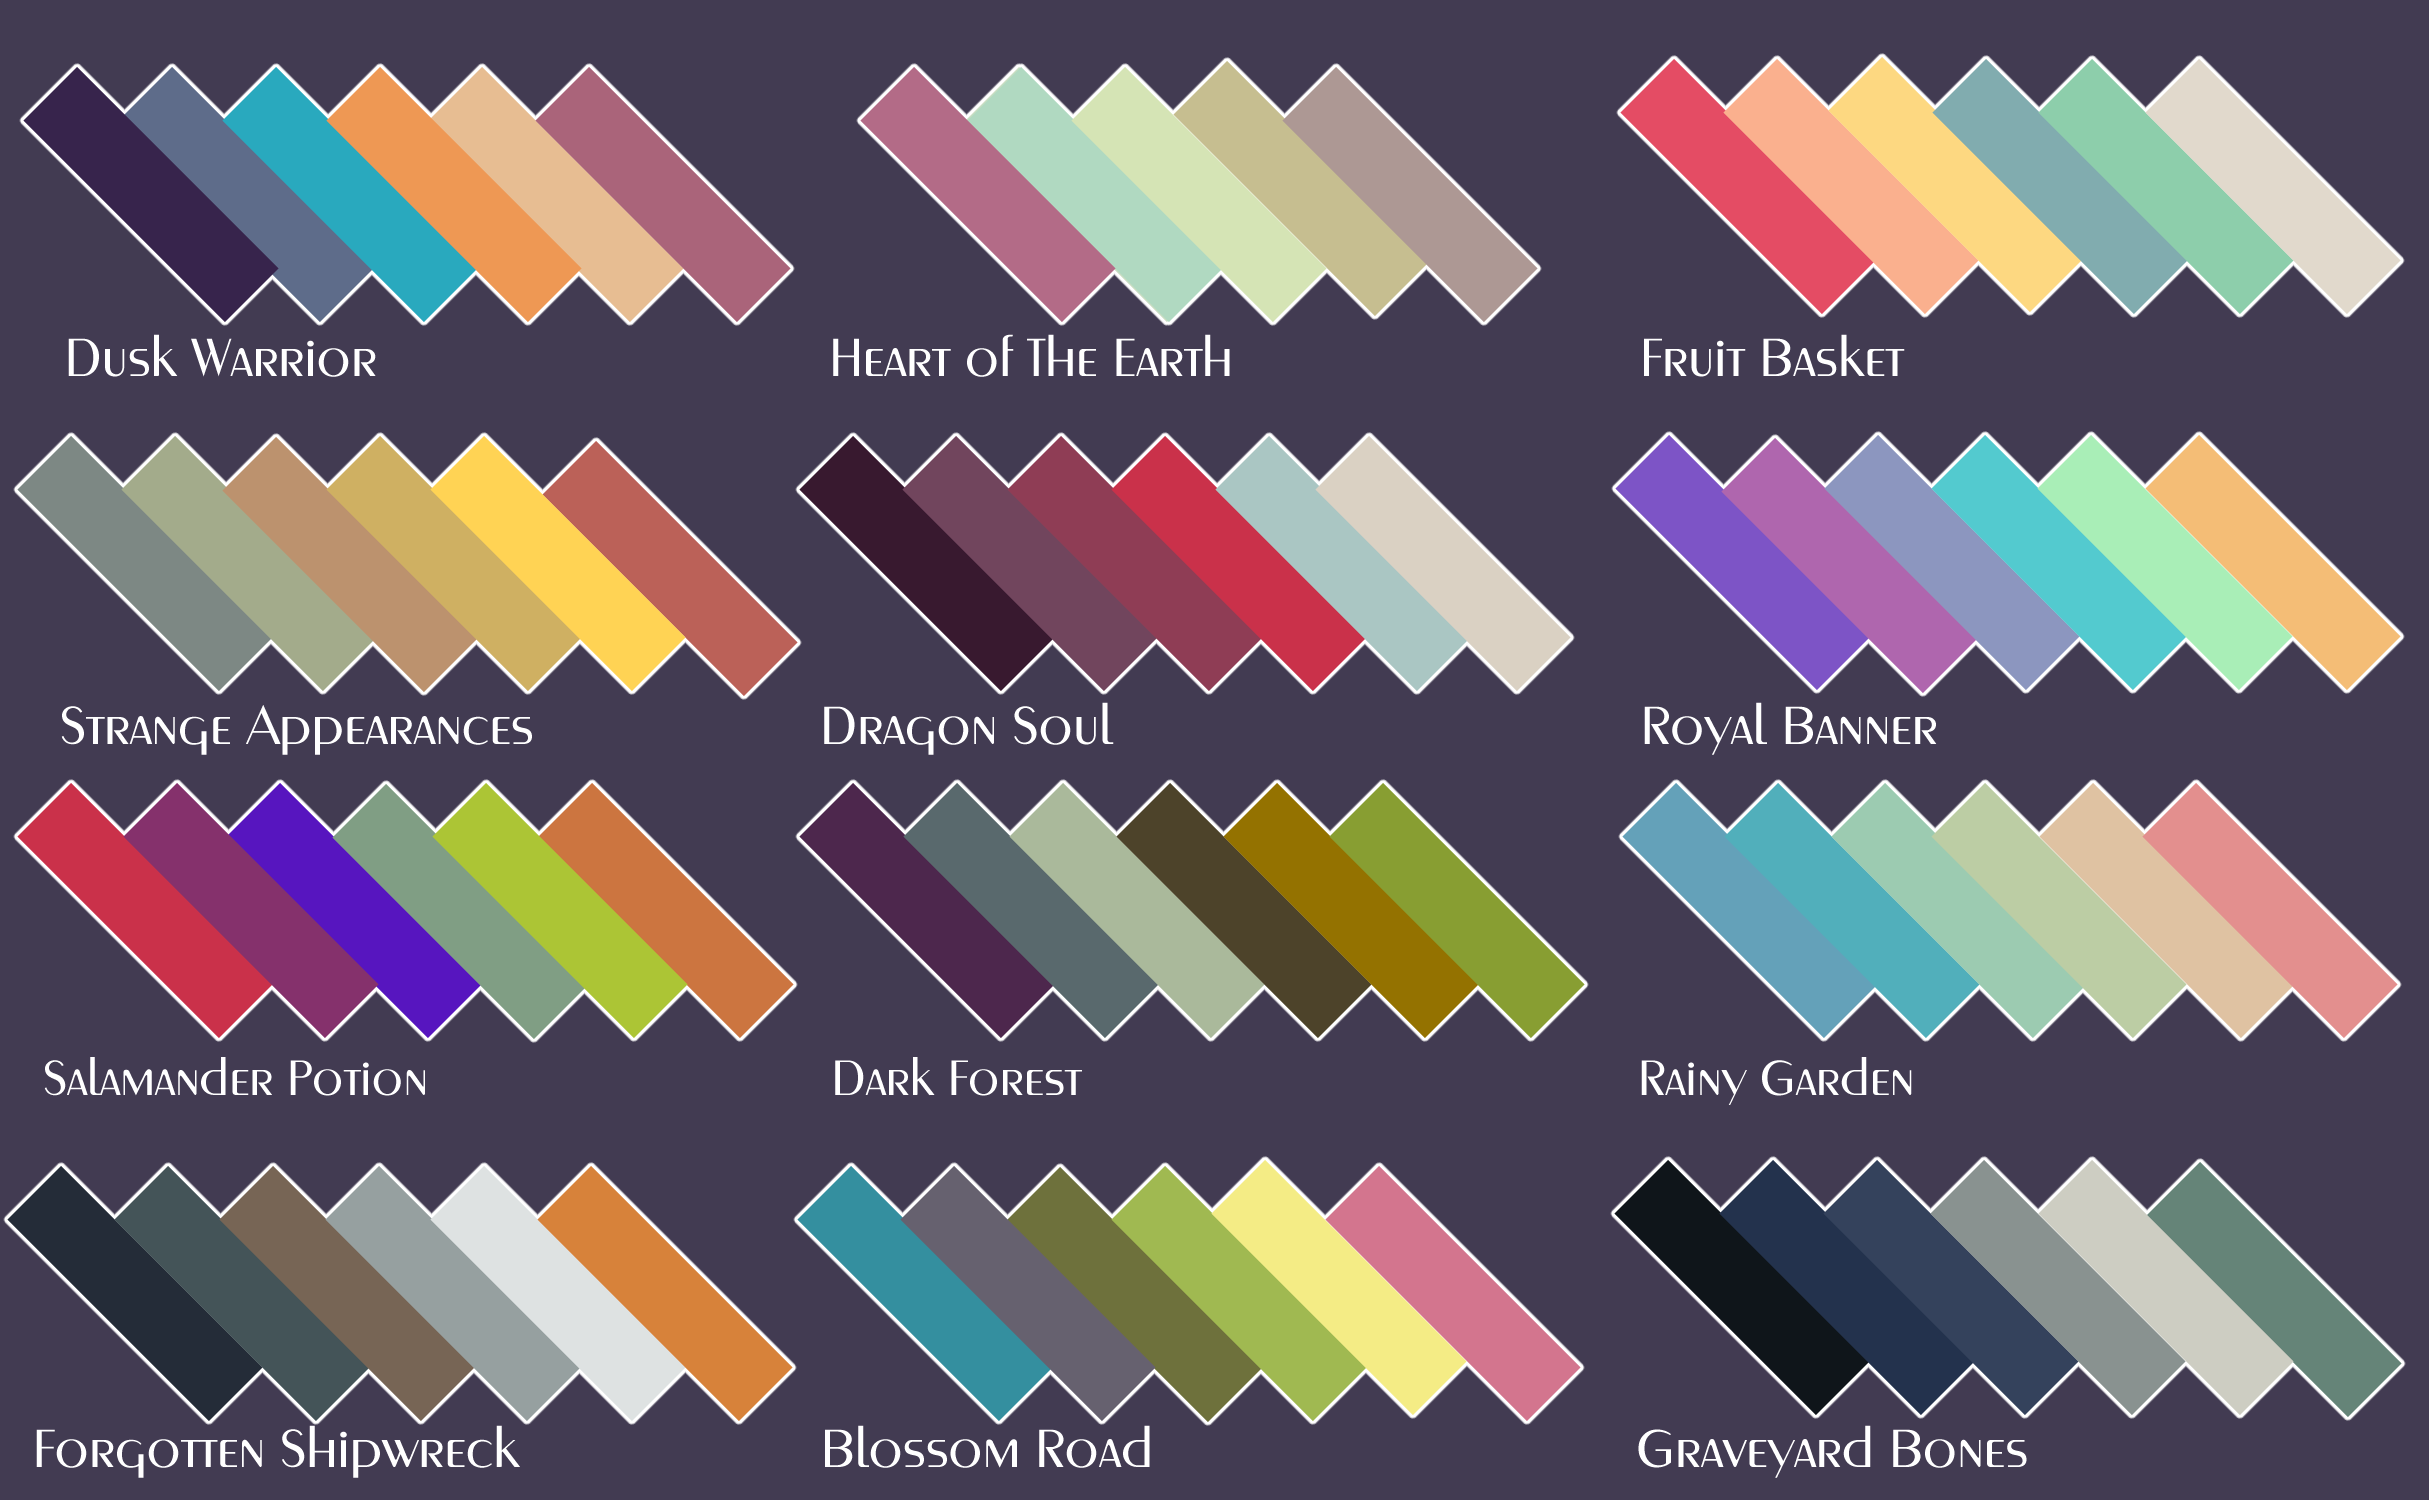 Dusk Warrior
Heart of The Earth
Fruit Basket
Strange Appearances
Dragon Soul
Royal Banner
Salamander Potion
Dark Forest
Rainy Garden
Forgotten Shipwreck
Blossom Road
Graveyard Bones